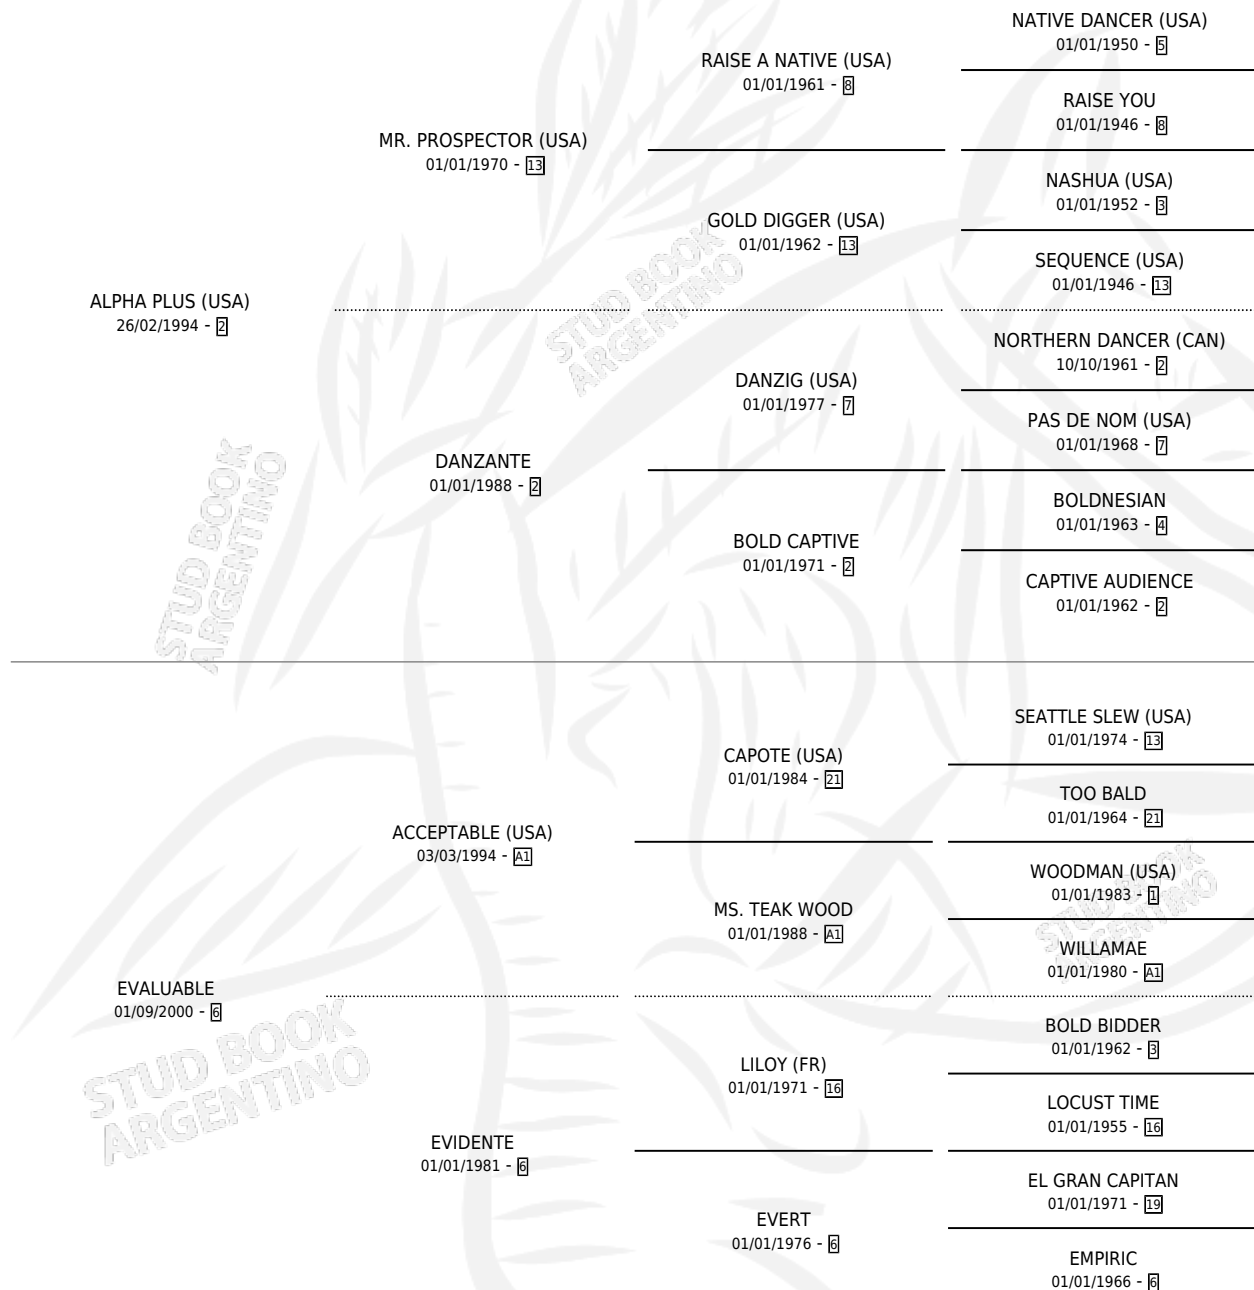 NATIVE DANCER (USA)
01/01/1950 - 5
RAISE A NATIVE (USA)
01/01/1961 - 8
RAISE YOU
01/01/1946 - 8
MR. PROSPECTOR (USA)
01/01/1970 - 13
NASHUA (USA)
01/01/1952 - 3
GOLD DIGGER (USA)
01/01/1962 - 13
SEQUENCE (USA)
01/01/1946 - 13
ALPHA PLUS (USA)
26/02/1994 - 2
STUD BOOK
ARGENTINO
NORTHERN DANCER (CAN)
10/10/1961 - 2
DANZIG (USA)
01/01/1977 - 7
PAS DE NOM (USA)
01/01/1968 - 7
DANZANTE
01/01/1988 - 2
BOLDNESIAN
01/01/1963 - 4
BOLD CAPTIVE
01/01/1971 - 2
CAPTIVE AUDIENCE
01/01/1962 - 2
STUD BOOK
ARGENTINO
SEATTLE SLEW (USA)
01/01/1974 - 13
CAPOTE (USA)
01/01/1984 - 21
TOO BALD
01/01/1964 - 21
ACCEPTABLE (USA)
03/03/1994 - A1
WOODMAN (USA)
01/01/1983 - 1
MS. TEAK WOOD
01/01/1988 - A1
STUD BOOK
ARGENTINO
WILLAMAE
01/01/1980 - A1
EVALUABLE
01/09/2000 - 6
STUD BOOK
ARGENTINO
BOLD BIDDER
01/01/1962 - 3
LILOY (FR)
01/01/1971 - 16
LOCUST TIME
01/01/1955 - 16
EVIDENTE
01/01/1981 - 6
EL GRAN CAPITAN
01/01/1971 - 19
EVERT
01/01/1976 - 6
EMPIRIC
01/01/1966 - 6